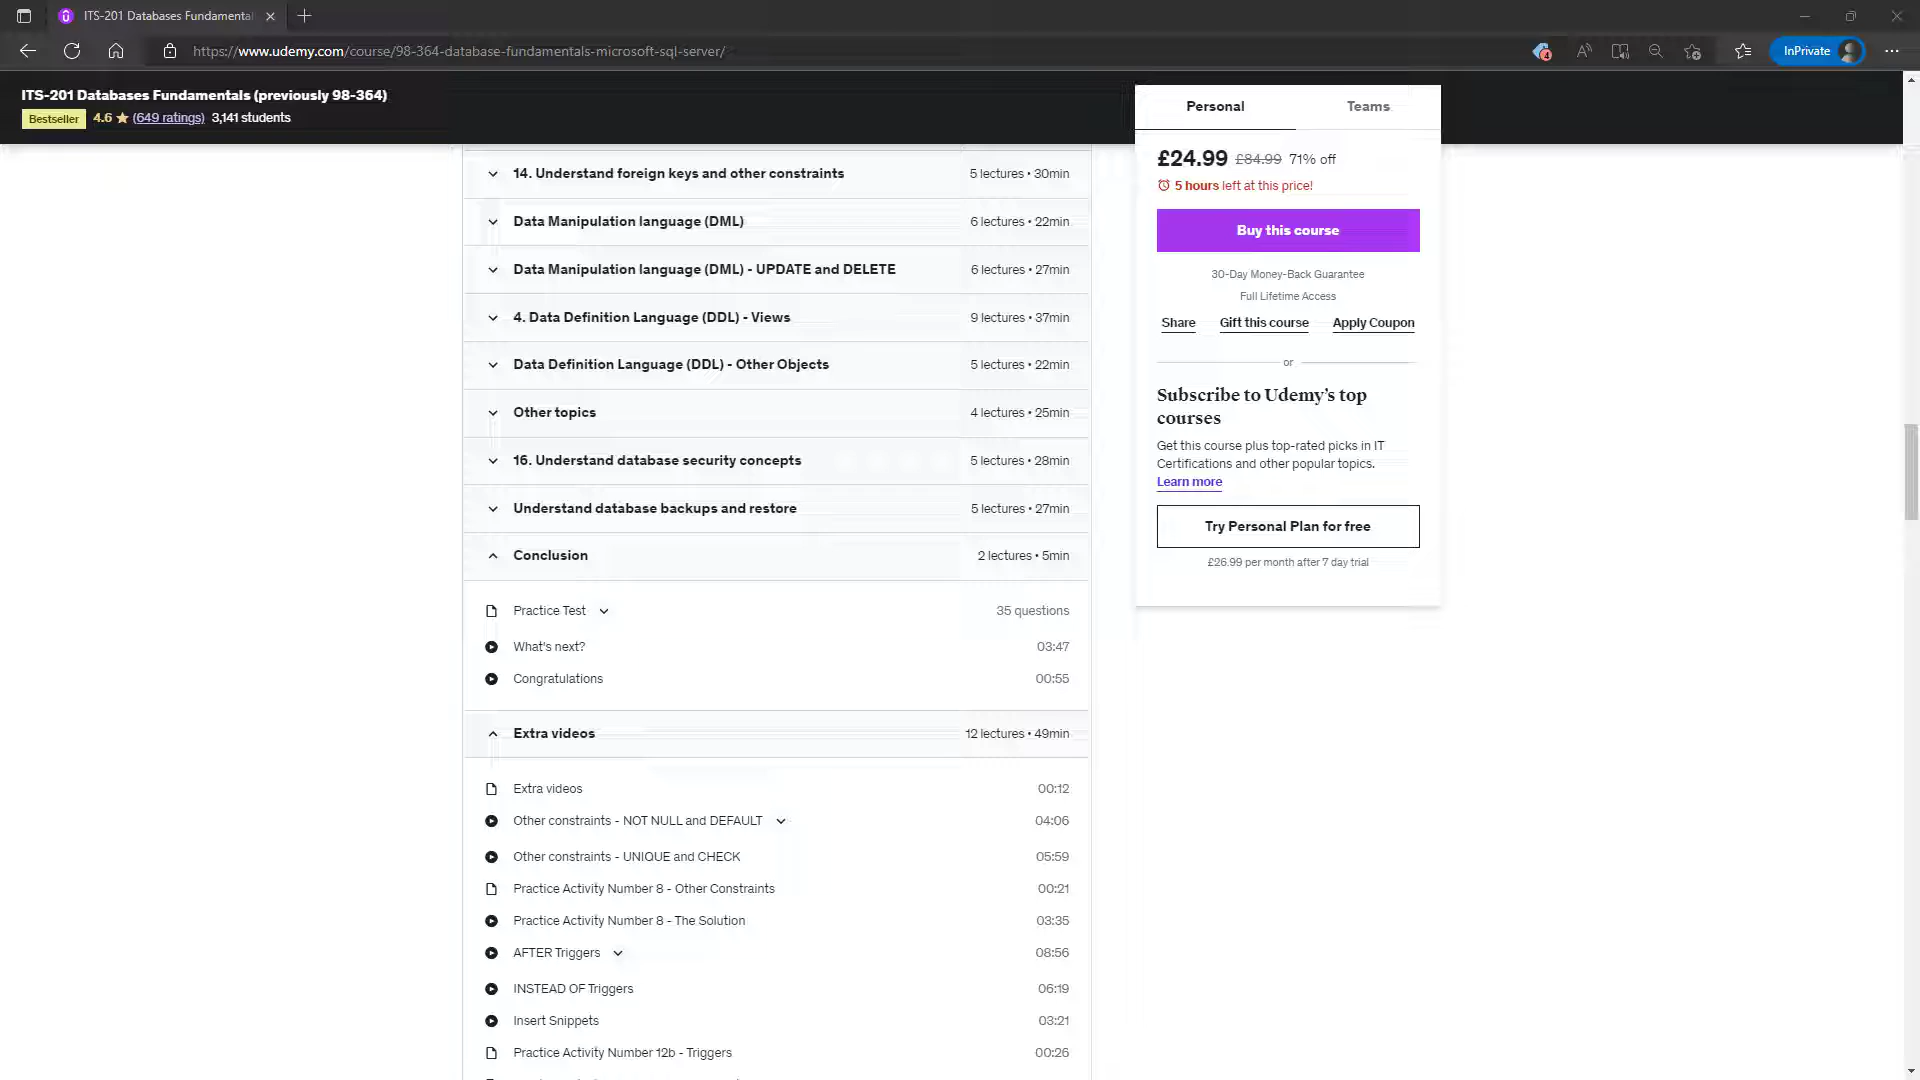 ITS-201 Databases Fundamental
https://www.udemy.com/course/98-364-database-fundamentals-microsoft-sql-server/
4
InPrivate
ITS-201 Databases Fundamentals (previously 98-364)
Bestseller 4.6 (649 ratings) 3,141 students
14. Understand foreign keys and other constraints 5 lectures • 30min
Data Manipulation language (DML) 6 lectures • 22min
Data Manipulation language (DML) - UPDATE and DELETE 6 lectures • 27min
4. Data Definition Language (DDL) - Views 9 lectures • 37min
Data Definition Language (DDL) - Other Objects 5 lectures • 22min
Other topics 4 lectures • 25min
16. Understand database security concepts 5 lectures • 28min
Understand database backups and restore 5 lectures • 27min
Conclusion 2 lectures • 5min
Practice Test 35 questions
What's next? 03:47
Congratulations 00:55
Extra videos 12 lectures • 49min
Extra videos 00:12
Other constraints - NOT NULL and DEFAULT 04:06
Other constraints - UNIQUE and CHECK 05:59
Practice Activity Number 8 - Other Constraints 00:21
Practice Activity Number 8 - The Solution 03:35
AFTER Triggers 08:56
INSTEAD OF Triggers 06:19
Insert Snippets 03:21
Practice Activity Number 12b - Triggers 00:26
Personal Teams
£24.99 £84.99 71% off
5 hours left at this price!
Buy this course
30-Day Money-Back Guarantee
Full Lifetime Access
Share Gift this course Apply Coupon
or
Subscribe to Udemy's top
courses
Get this course plus top-rated picks in IT
Certifications and other popular topics.
Learn more
Try Personal Plan for free
£26.99 per month after 7 day trial